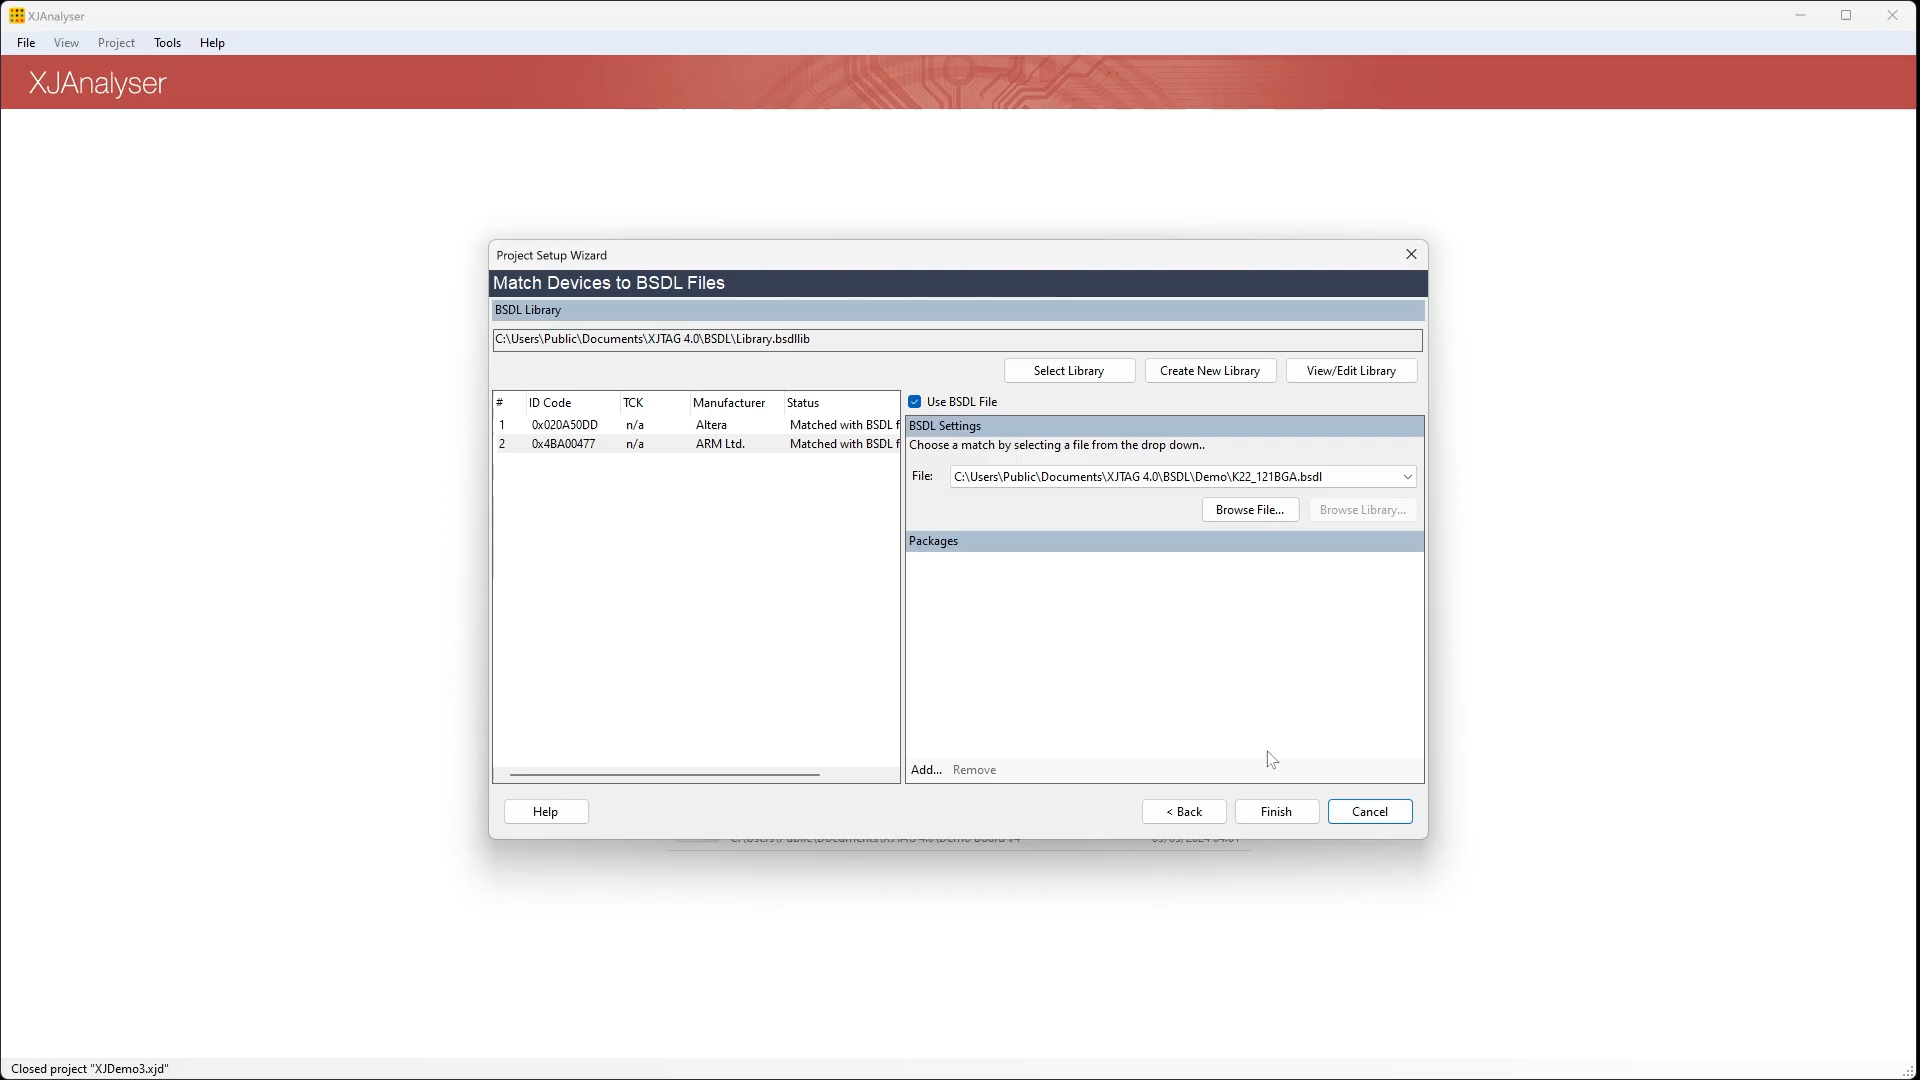 XJAnalyser
File View Project Tools Help
XJAnalyser
Project Setup Wizard
Match Devices to BSDL Files
BSDL Library
C:\Users\Public\Documents\XJTAG 4.0\BSDL\Library.bsdllib
Select Library Create New Library View/Edit Library
# ID Code TCK Manufacturer Status
1 0x020A50DD n/a Altera Matched with BSDL f
2 0x4BA00477 n/a ARM Ltd. Matched with BSDL f
Use BSDL File
BSDL Settings
Choose a match by selecting a file from the drop down..
File: C:\Users\Public\Documents\XJTAG 4.0\BSDL\Demo\K22_121BGA.bsdl
Browse File... Browse Library...
Packages
Add... Remove
Help < Back Finish Cancel
Closed project "XJDemo3.xjd"